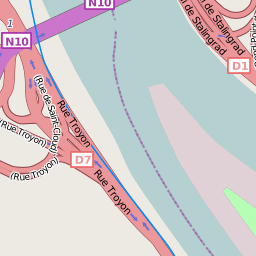 N10
1
N10
de Stalingrad
de Stalingrad
D1
(Rue de Saint-Cloud)
Rue Troyon
(Rue Troyon)
D7
(Rue Troyon)
Rue Troyon